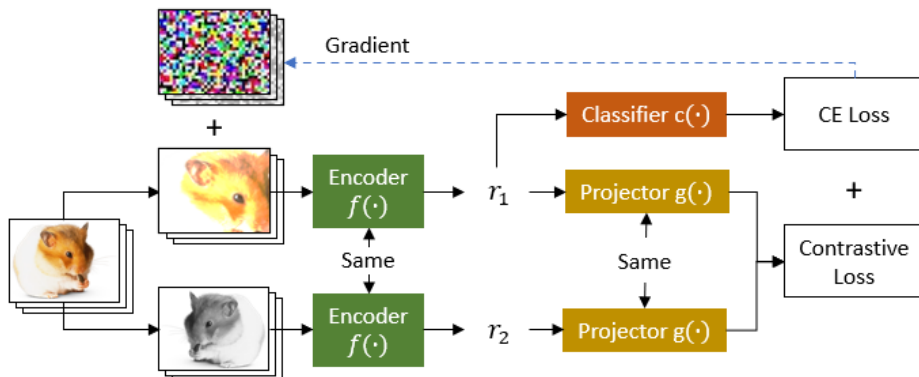 Gradient
+
Classifier c(·)
CE Loss
Encoder
f(·)
r₁
Projector g(·)
+
Same
Same
Contrastive
Loss
Encoder
f(·)
r₂
Projector g(·)